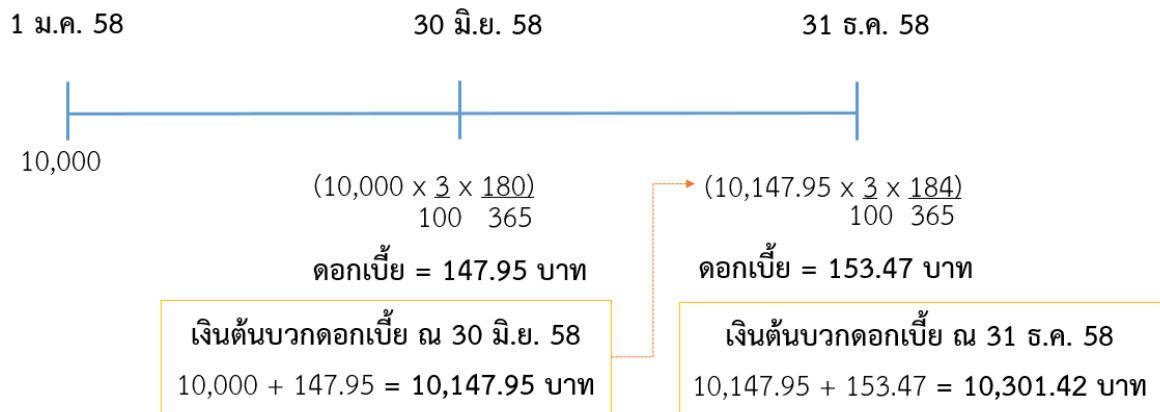 1 ม.ค. 58
30 มิ.ย. 58
31 ธ.ค. 58
10,000
(10,000 x 3 x 180)
100 365
ดอกเบี้ย = 147.95 บาท
เงินต้นบวกดอกเบี้ย ณ 30 มิ.ย. 58
10,000 + 147.95 = 10,147.95 บาท
(10,147.95 x 3 x 184)
100 365
ดอกเบี้ย = 153.47 บาท
เงินต้นบวกดอกเบี้ย ณ 31 ธ.ค. 58
10,147.95 + 153.47 = 10,301.42 บาท